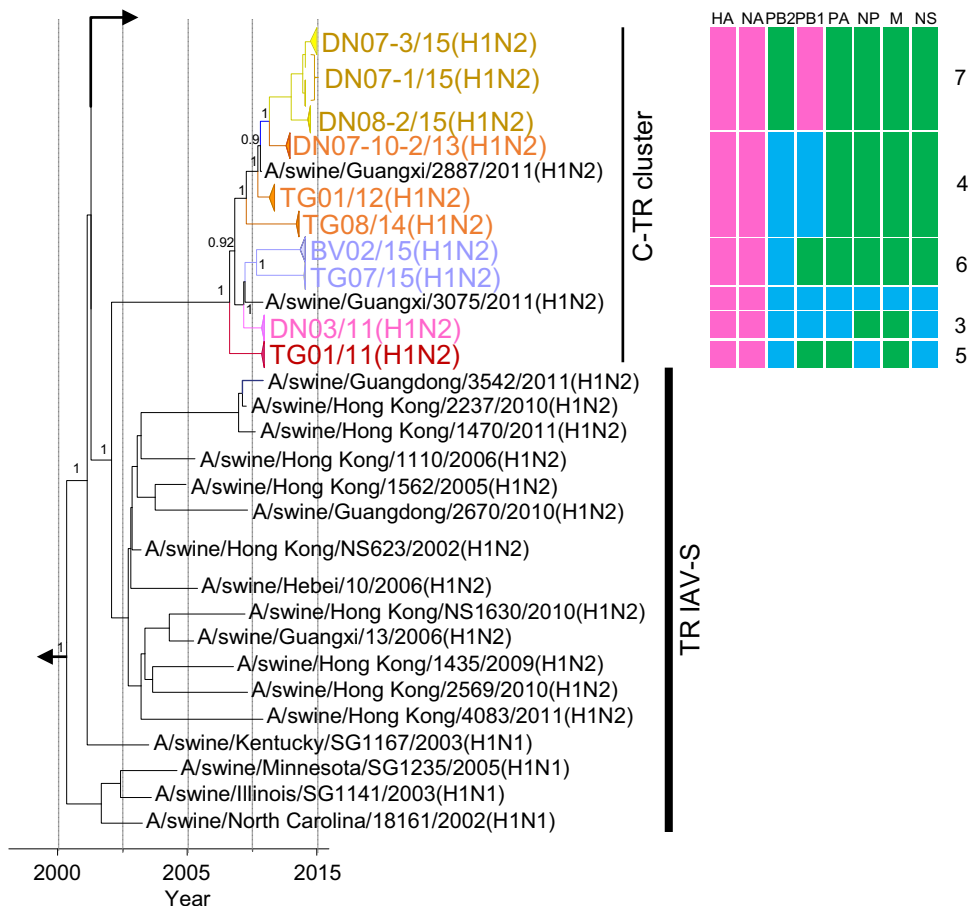 HA NA PB2 PB1 PA NP M NS
DN07-3/15(H1N2)
DN07-1/15(H1N2)
7
1
DN08-2/15(H1N2)
0.9
DN07-10-2/13(H1N2)
1
A/swine/Guangxi/2887/2011(H1N2)
4
1
TG01/12(H1N2)
TG08/14(H1N2)
0.92
BV02/15(H1N2)
6
1
TG07/15(H1N2)
1
A/swine/Guangxi/3075/2011(H1N2)
1
DN03/11(H1N2)
3
TG01/11(H1N2)
5
C-TR cluster
A/swine/Guangdong/3542/2011(H1N2)
A/swine/Hong Kong/2237/2010(H1N2)
A/swine/Hong Kong/1470/2011(H1N2)
1
1
A/swine/Hong Kong/1110/2006(H1N2)
A/swine/Hong Kong/1562/2005(H1N2)
A/swine/Guangdong/2670/2010(H1N2)
A/swine/Hong Kong/NS623/2002(H1N2)
A/swine/Hebei/10/2006(H1N2)
A/swine/Hong Kong/NS1630/2010(H1N2)
A/swine/Guangxi/13/2006(H1N2)
1
A/swine/Hong Kong/1435/2009(H1N2)
A/swine/Hong Kong/2569/2010(H1N2)
A/swine/Hong Kong/4083/2011(H1N2)
A/swine/Kentucky/SG1167/2003(H1N1)
A/swine/Minnesota/SG1235/2005(H1N1)
A/swine/Illinois/SG1141/2003(H1N1)
A/swine/North Carolina/18161/2002(H1N1)
TR IAV-S
2000 2005 2015
Year